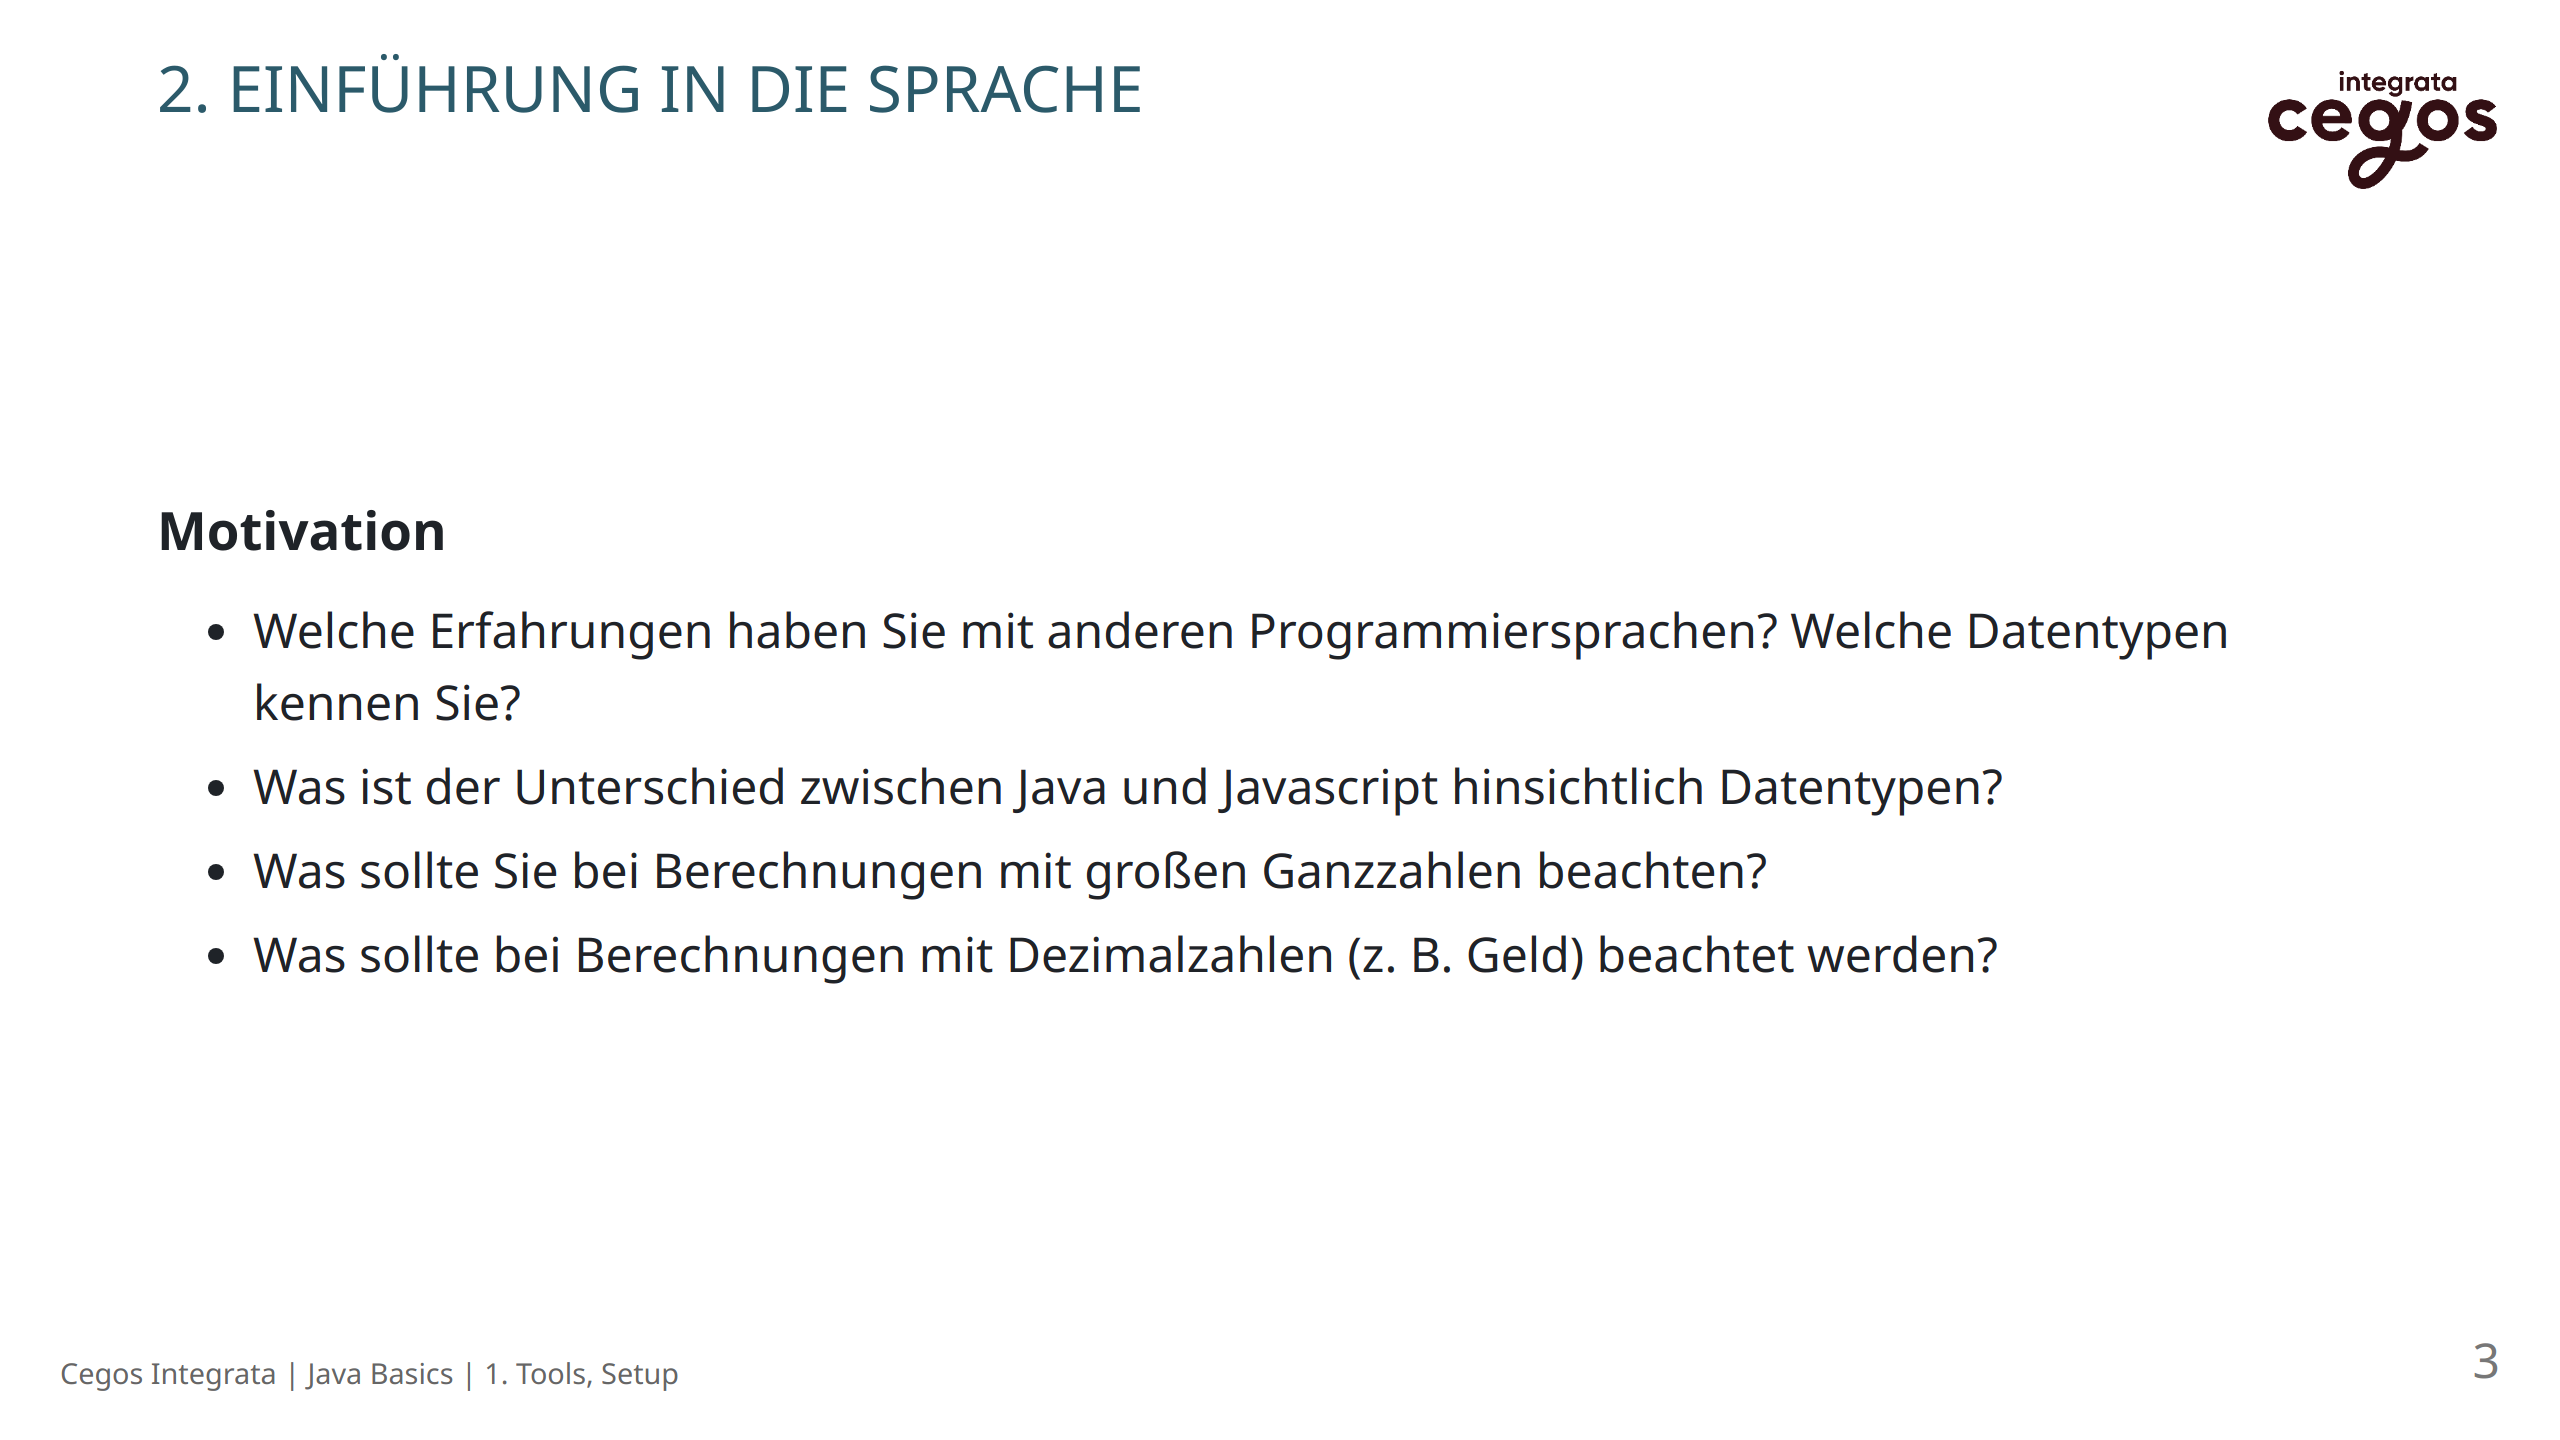 2. EINFÜHRUNG IN DIE SPRACHE
integrata
cegos
Motivation
• Welche Erfahrungen haben Sie mit anderen Programmiersprachen? Welche Datentypen
kennen Sie?
• Was ist der Unterschied zwischen Java und Javascript hinsichtlich Datentypen?
• Was sollte Sie bei Berechnungen mit großen Ganzzahlen beachten?
• Was sollte bei Berechnungen mit Dezimalzahlen (z. B. Geld) beachtet werden?
Cegos Integrata | Java Basics | 1. Tools, Setup
3